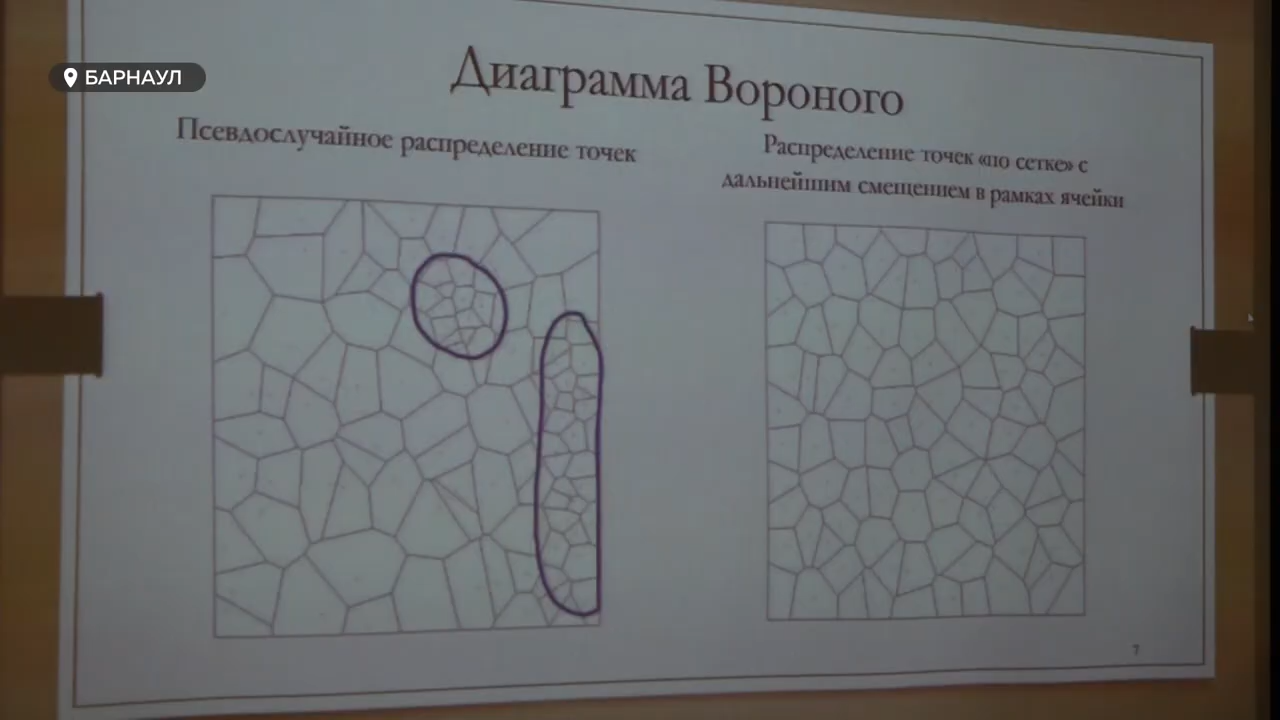 БАРНАУЛ
Диаграмма Вороного
Псевдослучайное распределение точек
Распределение точек «по сетке» с
дальнейшим смещением в рамках ячейки
7